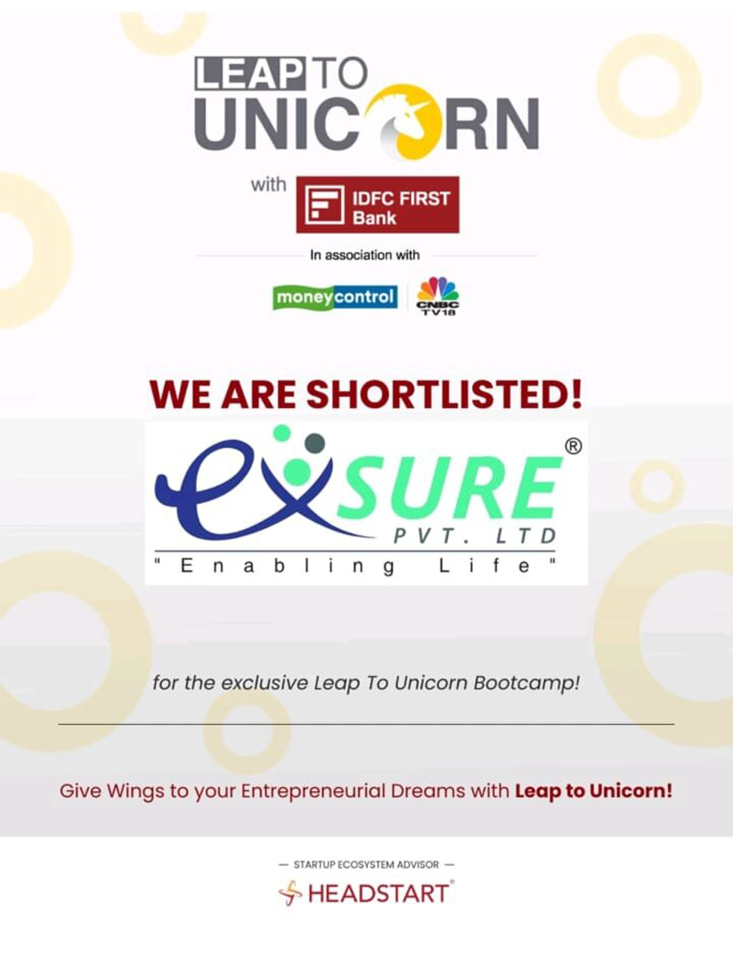 LEAP TO
UNICORN
with
IDFC FIRST
Bank
In association with
moneycontrol
CNBC
TV18
WE ARE SHORTLISTED!
exSURE ®
PVT. LTD
"Enabling Life"
for the exclusive Leap To Unicorn Bootcamp!
Give Wings to your Entrepreneurial Dreams with Leap to Unicorn!
— STARTUP ECOSYSTEM ADVISOR —
HEADSTART®